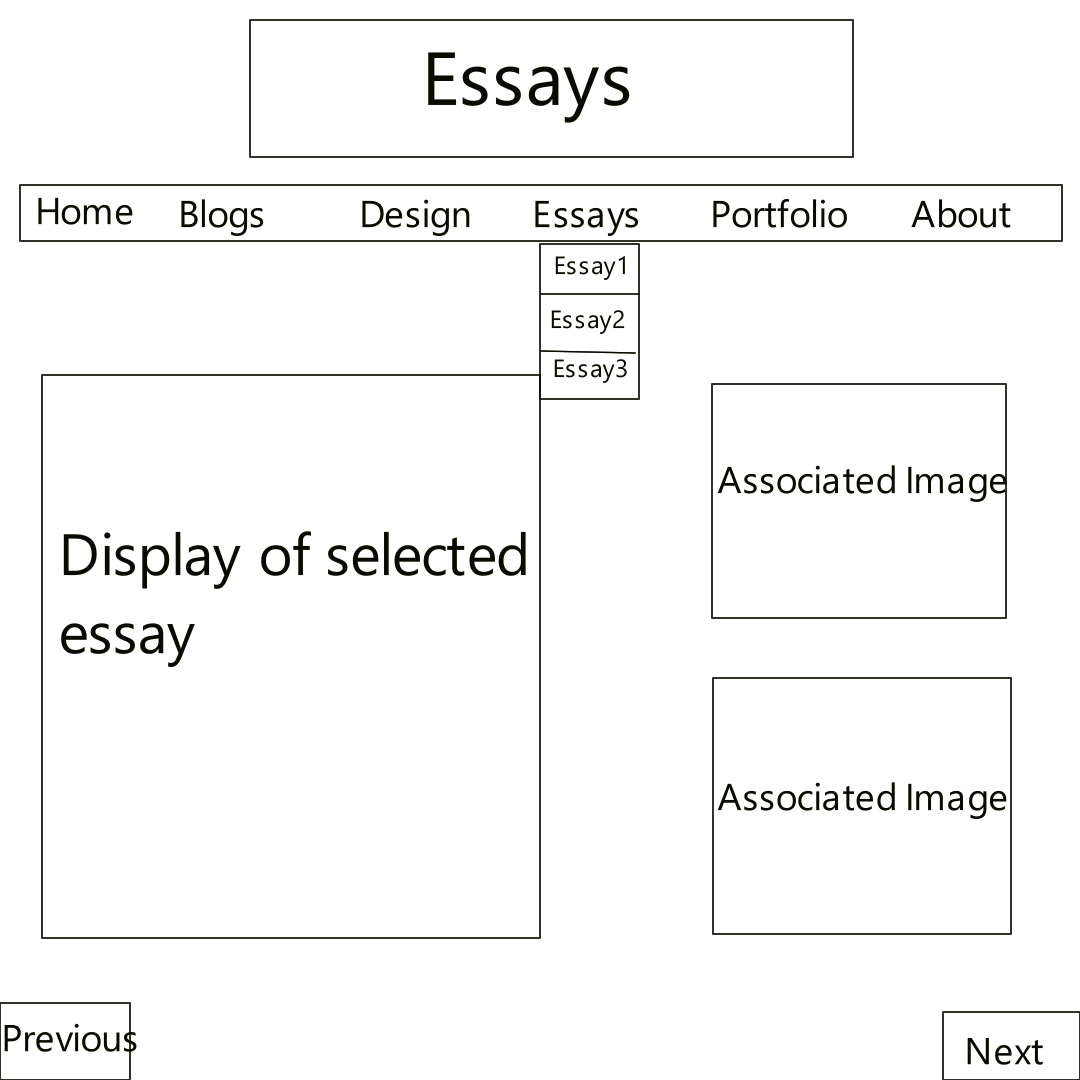 Essays
Home Blogs Design Essays Portfolio About
Essay1
Essay2
Essay3
Display of selected
essay
Associated Image
Associated Image
Previous
Next